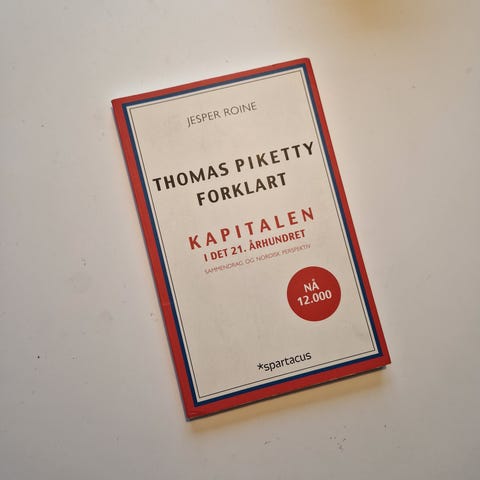 JESPER ROINE
THOMAS PIKETTY
FORKLART
KAPITALEN
I DET 21. ÅRHUNDRET
SAMMENDRAG OG NORDISK PERSPEKTIV
NÅ
12.000
*spartacus